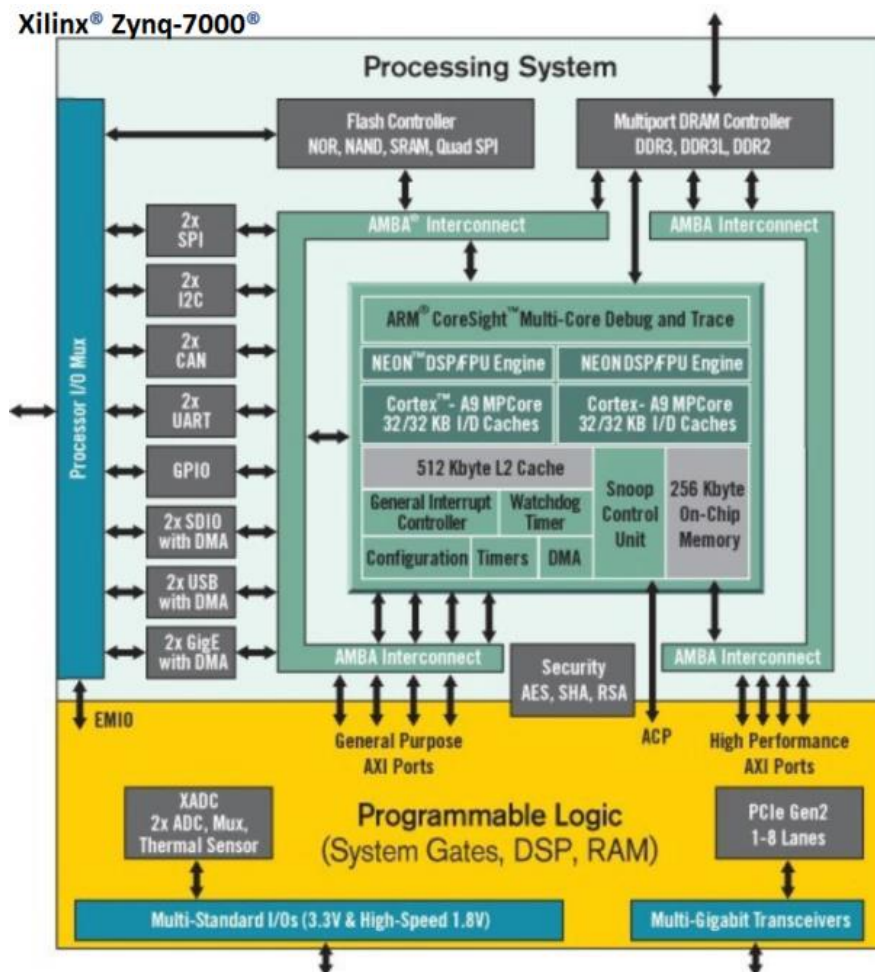 Xilinx® Zynq-7000®
Processing System
Flash Controller
NOR, NAND, SRAM, Quad SPI
Multiport DRAM Controller
DDR3, DDR3L, DDR2
AMBA® Interconnect
AMBA Interconnect
Processor I/O Mux
2x
SPI
2x
I2C
2x
CAN
2x
UART
GPIO
2x SDIO
with DMA
2x USB
with DMA
2x GigE
with DMA
ARM® CoreSight™ Multi-Core Debug and Trace
NEON™ DSP/FPU Engine
NEON DSP/FPU Engine
Cortex™- A9 MPCore
32/32 KB I/D Caches
Cortex- A9 MPCore
32/32 KB I/D Caches
512 Kbyte L2 Cache
General Interrupt
Controller
Watchdog
Timer
Configuration
Timers
DMA
Snoop
Control
Unit
256 Kbyte
On-Chip
Memory
AMBA Interconnect
Security
AES, SHA, RSA
AMBA Interconnect
EMIO
General Purpose
AXI Ports
ACP
High Performance
AXI Ports
XADC
2x ADC, Mux,
Thermal Sensor
Programmable Logic
(System Gates, DSP, RAM)
PCIe Gen2
1-8 Lanes
Multi-Standard I/Os (3.3V & High-Speed 1.8V)
Multi-Gigabit Transceivers